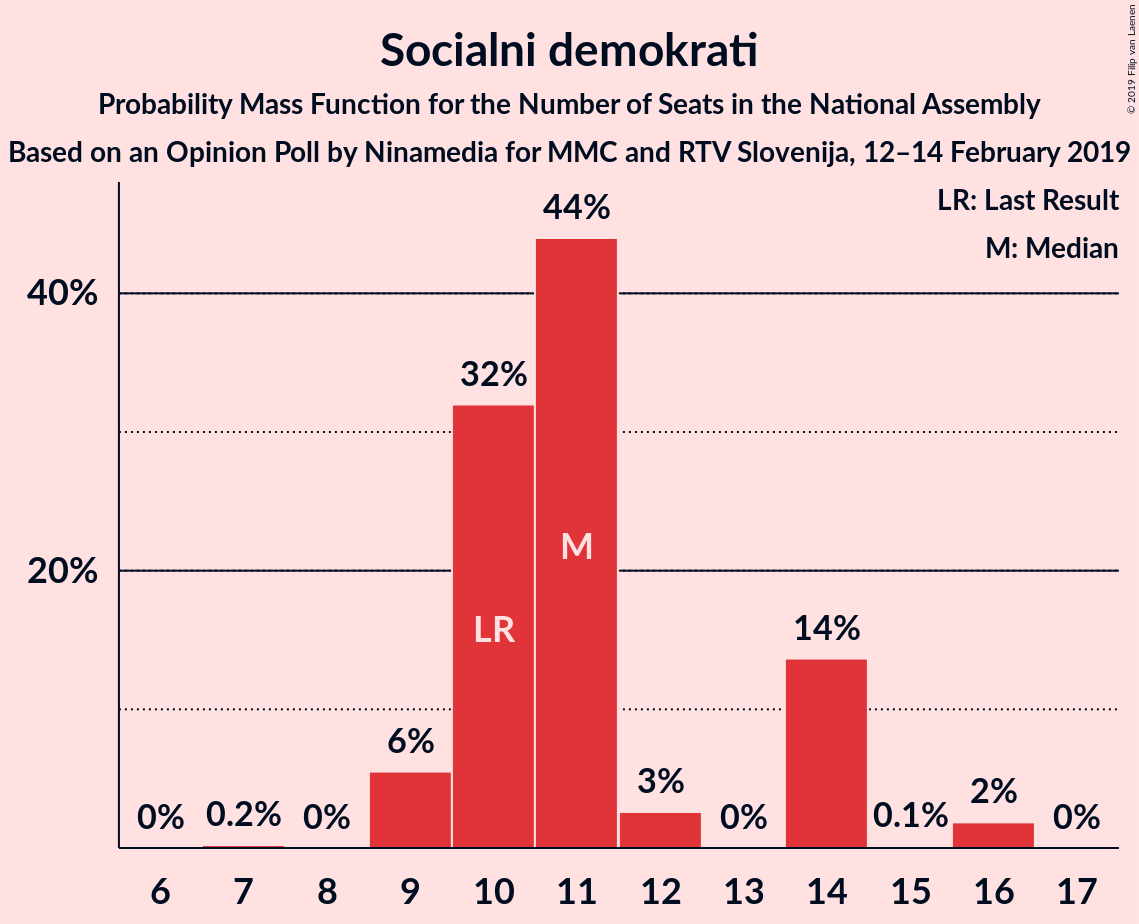 Socialni demokrati
Probability Mass Function for the Number of Seats in the National Assembly
Based on an Opinion Poll by Ninamedia for MMC and RTV Slovenija, 12–14 February 2019
© 2019 Filip van Laenen
LR: Last Result
M: Median
40%
20%
0%
0.2%
0%
6%
32%
44%
3%
0%
14%
0.1%
2%
0%
LR
M
6 7 8 9 10 11 12 13 14 15 16 17